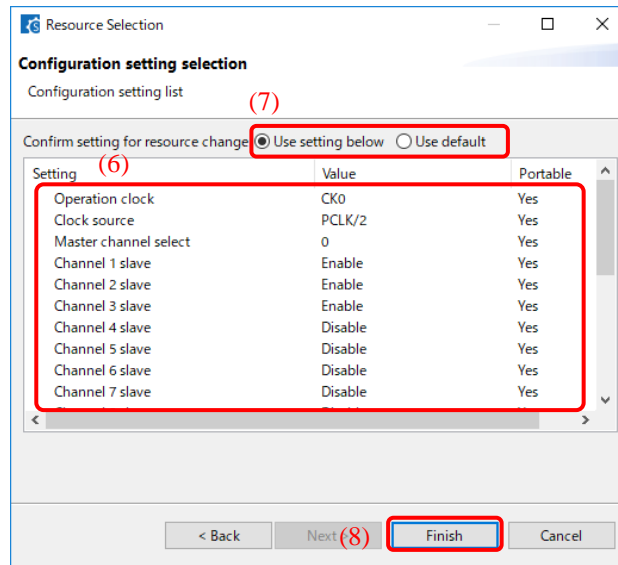 Resource Selection
Configuration setting selection
Configuration setting list
(7)
Confirm setting for resource change Use setting below Use default
(6)
Setting Value Portable
Operation clock CK0 Yes
Clock source PCLK/2 Yes
Master channel select 0 Yes
Channel 1 slave Enable Yes
Channel 2 slave Enable Yes
Channel 3 slave Enable Yes
Channel 4 slave Disable Yes
Channel 5 slave Disable Yes
Channel 6 slave Disable Yes
Channel 7 slave Disable Yes
< Back Next > (8) Finish Cancel